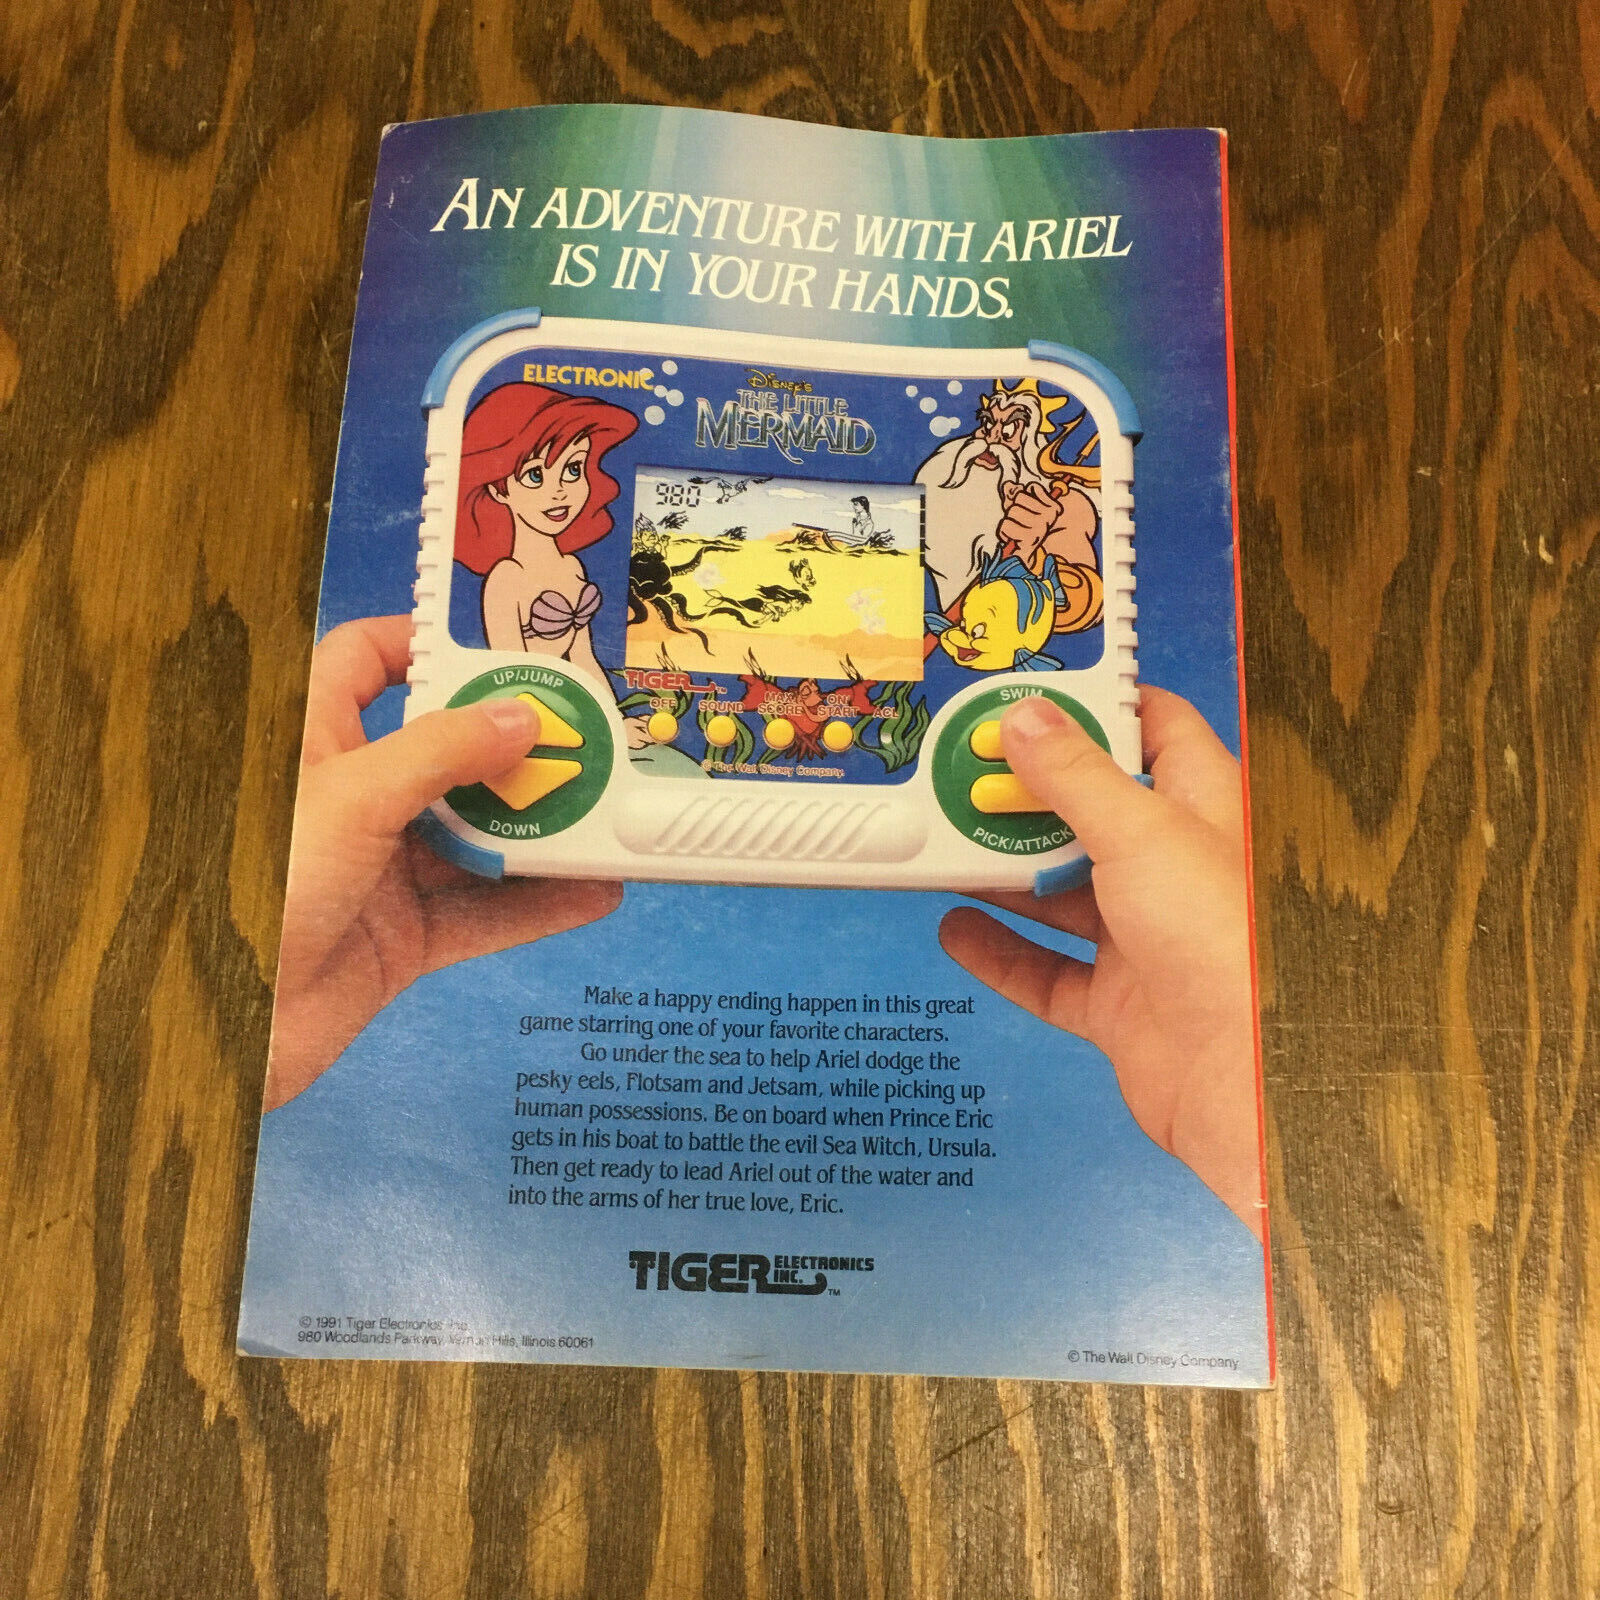 AN ADVENTURE WITH ARIEL
IS IN YOUR HANDS.
ELECTRONIC
DISNEY'S
THE LITTLE
MERMAID
980
TIGER™
UP/JUMP
DOWN
OFF
SOUND
MAX
SCORE
ON/
START
ACL
SWIM
PICK/ATTACK
© The Walt Disney Company
Make a happy ending happen in this great
game starring one of your favorite characters.
Go under the sea to help Ariel dodge the
pesky eels, Flotsam and Jetsam, while picking up
human possessions. Be on board when Prince Eric
gets in his boat to battle the evil Sea Witch, Ursula.
Then get ready to lead Ariel out of the water and
into the arms of her true love, Eric.
TIGER ELECTRONICS
INC.™
© 1991 Tiger Electronics Inc.
980 Woodlands Parkway, Vernon Hills, Illinois 60061
© The Walt Disney Company